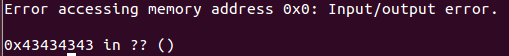 Error accessing memory address 0x0: Input/output error.
0x43434343 in ?? ()